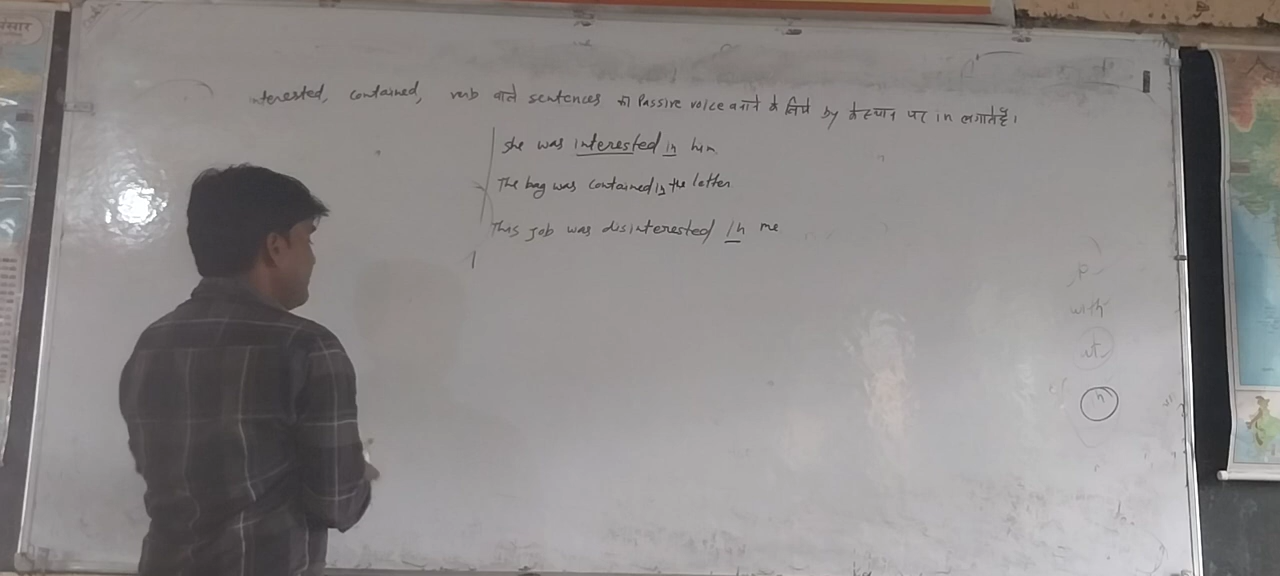 nterested, contained, verb वाले sentences को Passive voice बनाने के लिये by के स्थान पर in लगाते हैं।
She was interested in him
The bag was contained in the letter
This job was disinterested in me
with
in